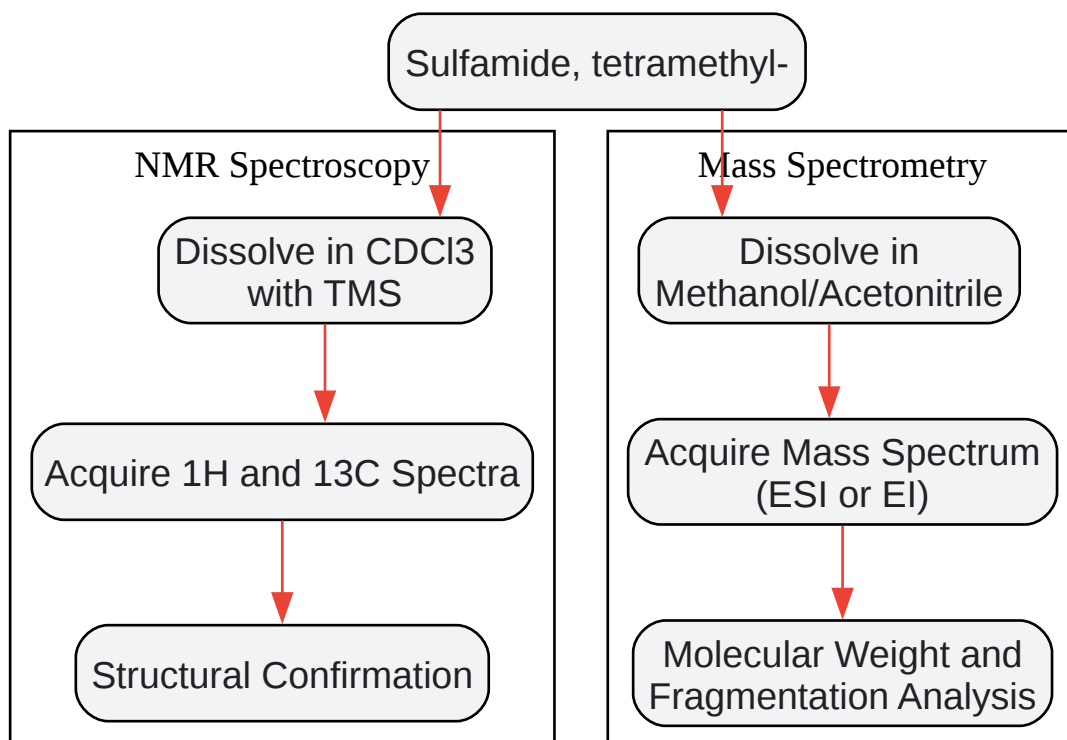 Sulfamide, tetramethyl-
NMR Spectroscopy
Dissolve in CDCl3
with TMS
Acquire 1H and 13C Spectra
Structural Confirmation
Mass Spectrometry
Dissolve in
Methanol/Acetonitrile
Acquire Mass Spectrum
(ESI or EI)
Molecular Weight and
Fragmentation Analysis